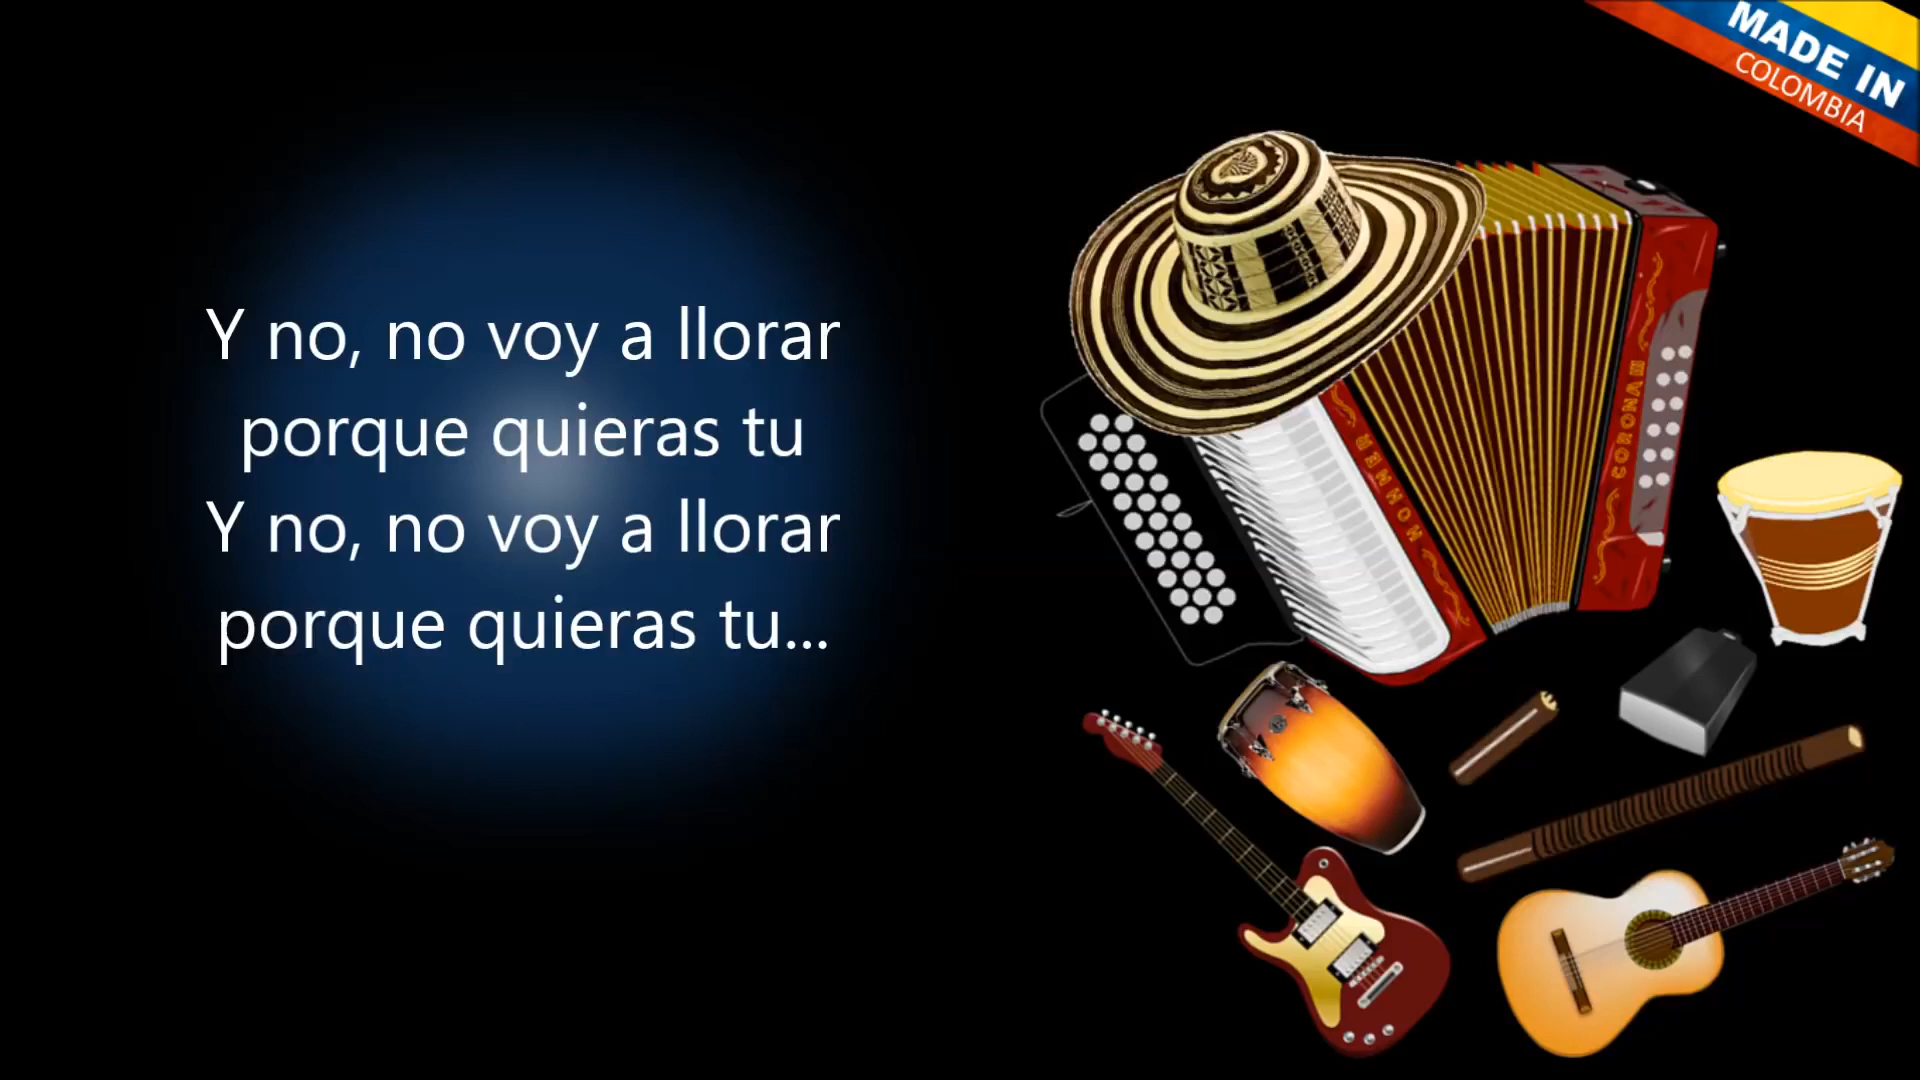 MADE IN
COLOMBIA
Y no, no voy a llorar
porque quieras tu
Y no, no voy a llorar
porque quieras tu...
HOHNER
CORONA III